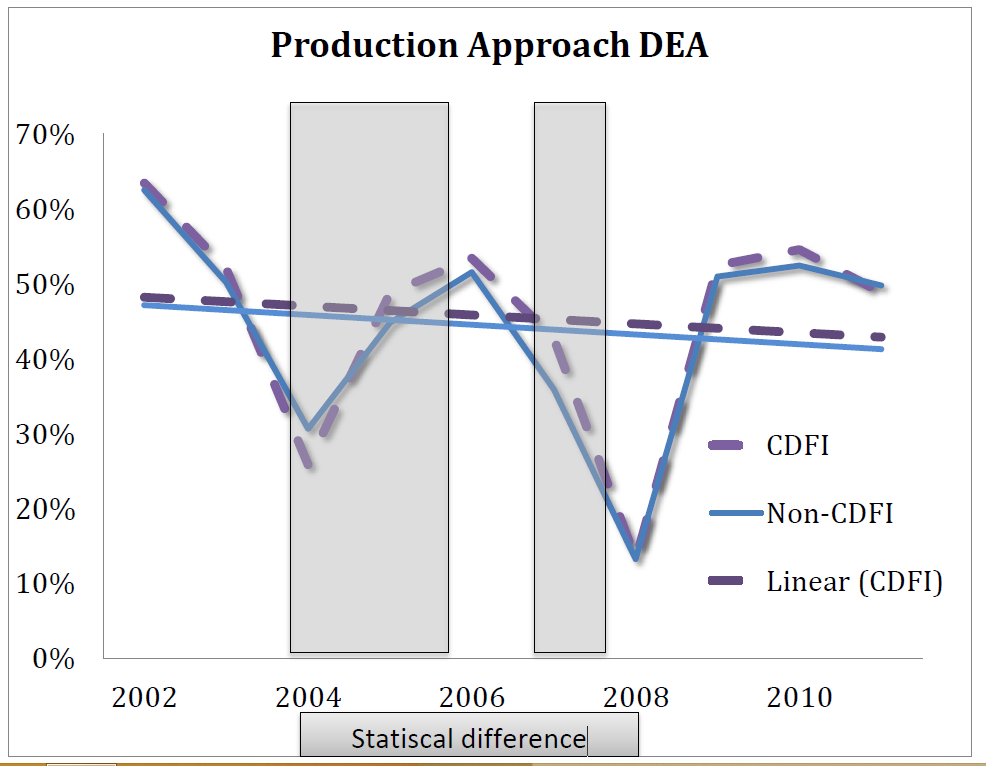 Production Approach DEA
70%
60%
50%
40%
30%
20%
10%
0%
CDFI
Non-CDFI
Linear (CDFI)
2002 2004 2006 2008 2010
Statiscal difference